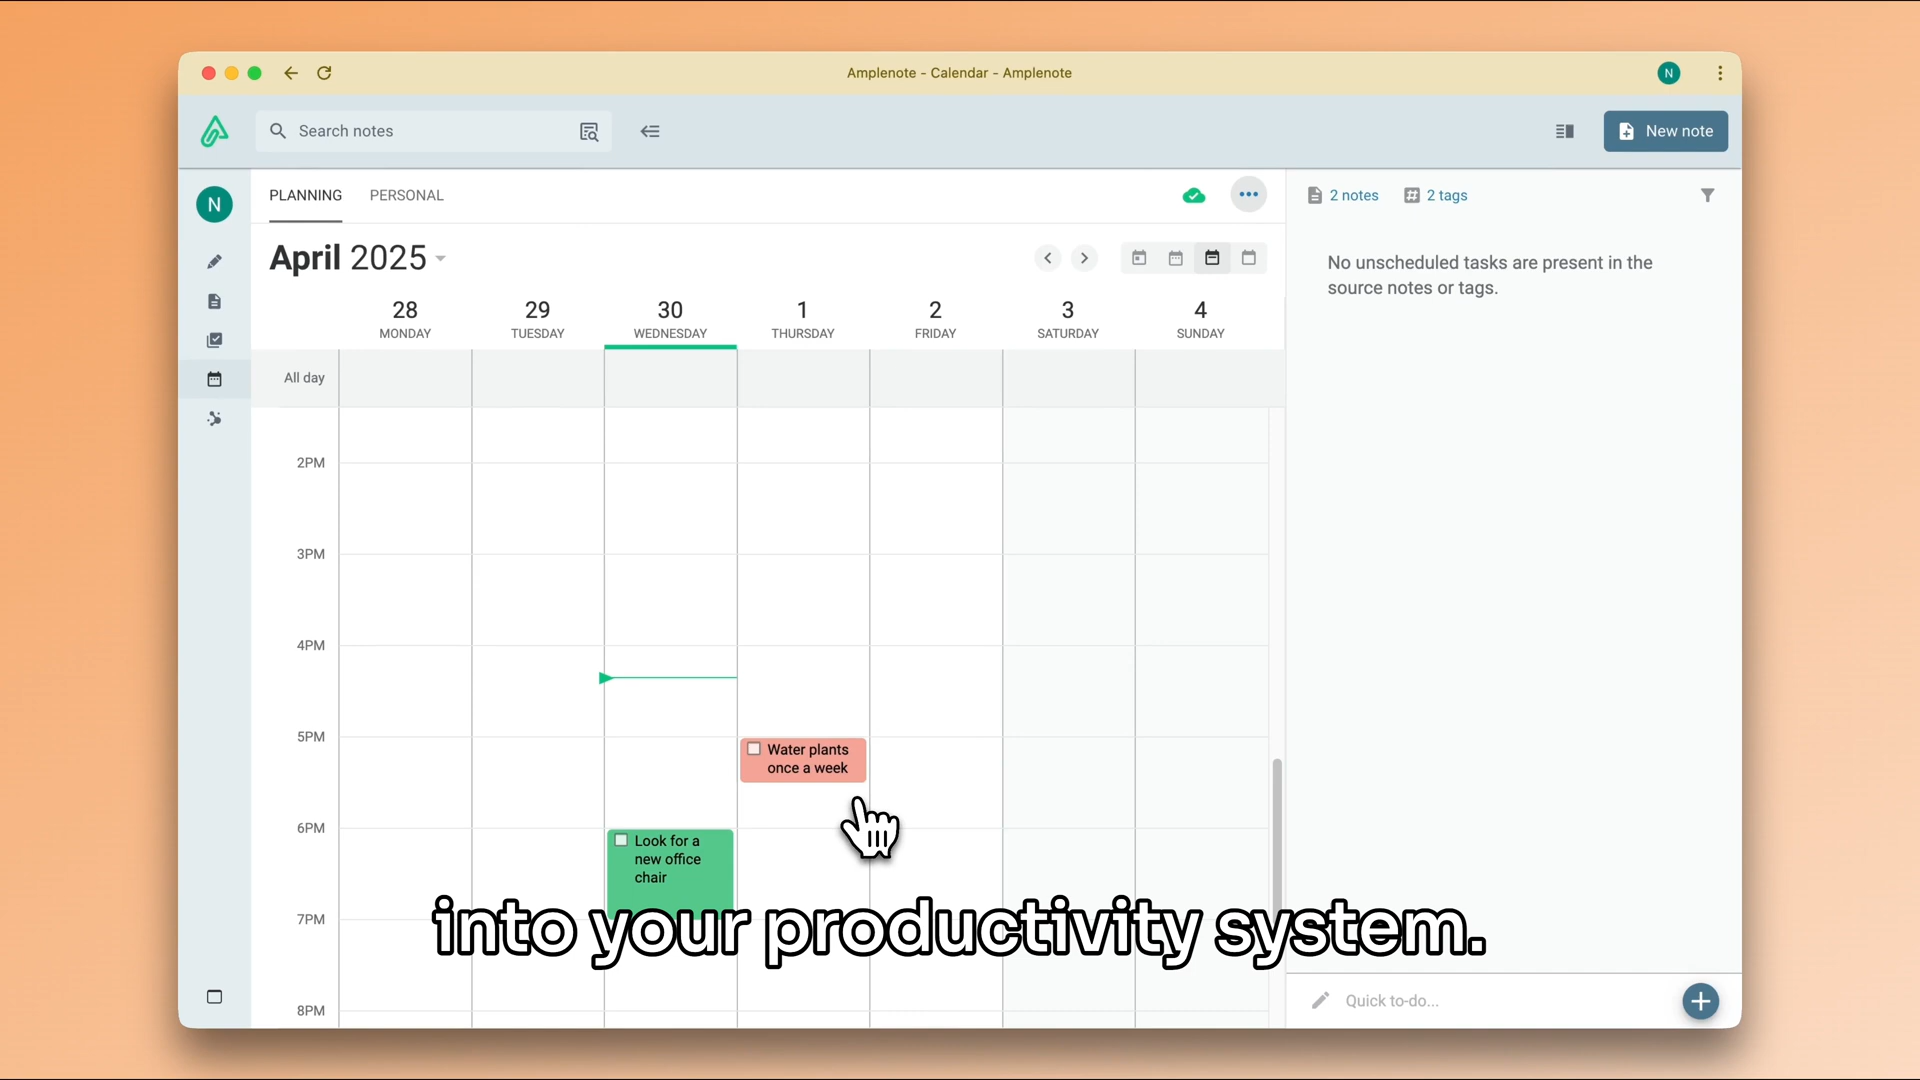 Amplenote - Calendar - Amplenote
N
Search notes
New note
N
PLANNING PERSONAL
2 notes 2 tags
April 2025
No unscheduled tasks are present in the
source notes or tags.
28 29 30 1 2 3 4
MONDAY TUESDAY WEDNESDAY THURSDAY FRIDAY SATURDAY SUNDAY
All day
2PM
3PM
4PM
5PM
Water plants
once a week
6PM
Look for a
new office
chair
7PM
into your productivity system.
8PM
Quick to-do...